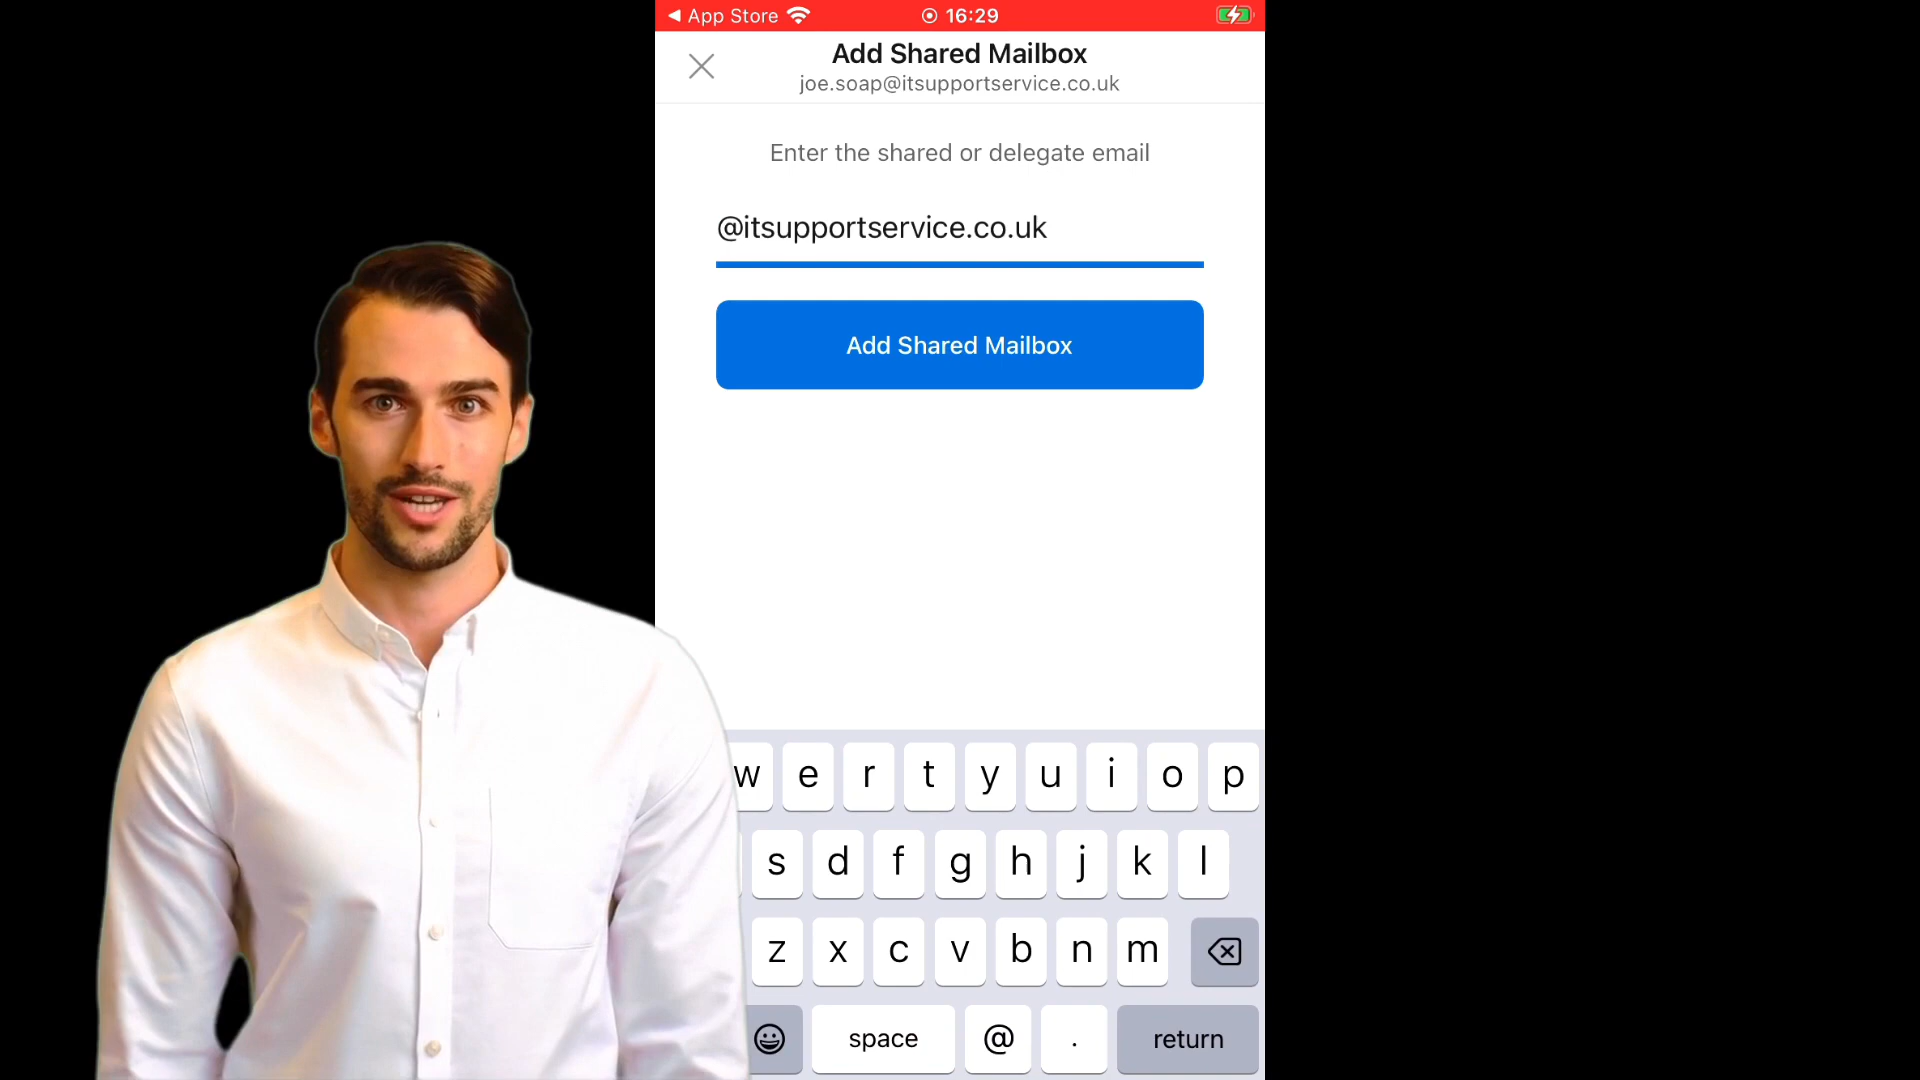 App Store 16:29
Add Shared Mailbox
joe.soap@itsupportservice.co.uk
Enter the shared or delegate email
@itsupportservice.co.uk
Add Shared Mailbox
w e r t y u i o p
s d f g h j k l
z x c v b n m
space @ . return